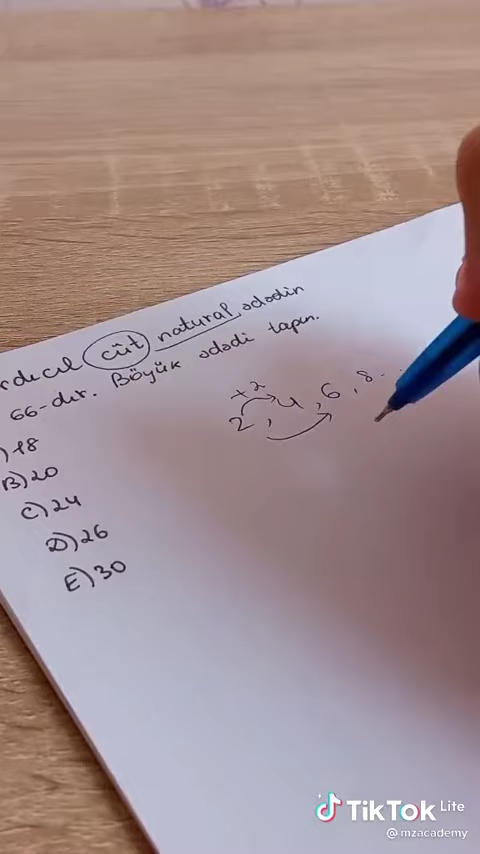 rdıcıl cüt natural ədədin
66-dır. Böyük ədədi tapın.
)18
B)20
C)24
D)26
E)30
+2
2, 4, 6, 8..
TikTok Lite
@mzacademy